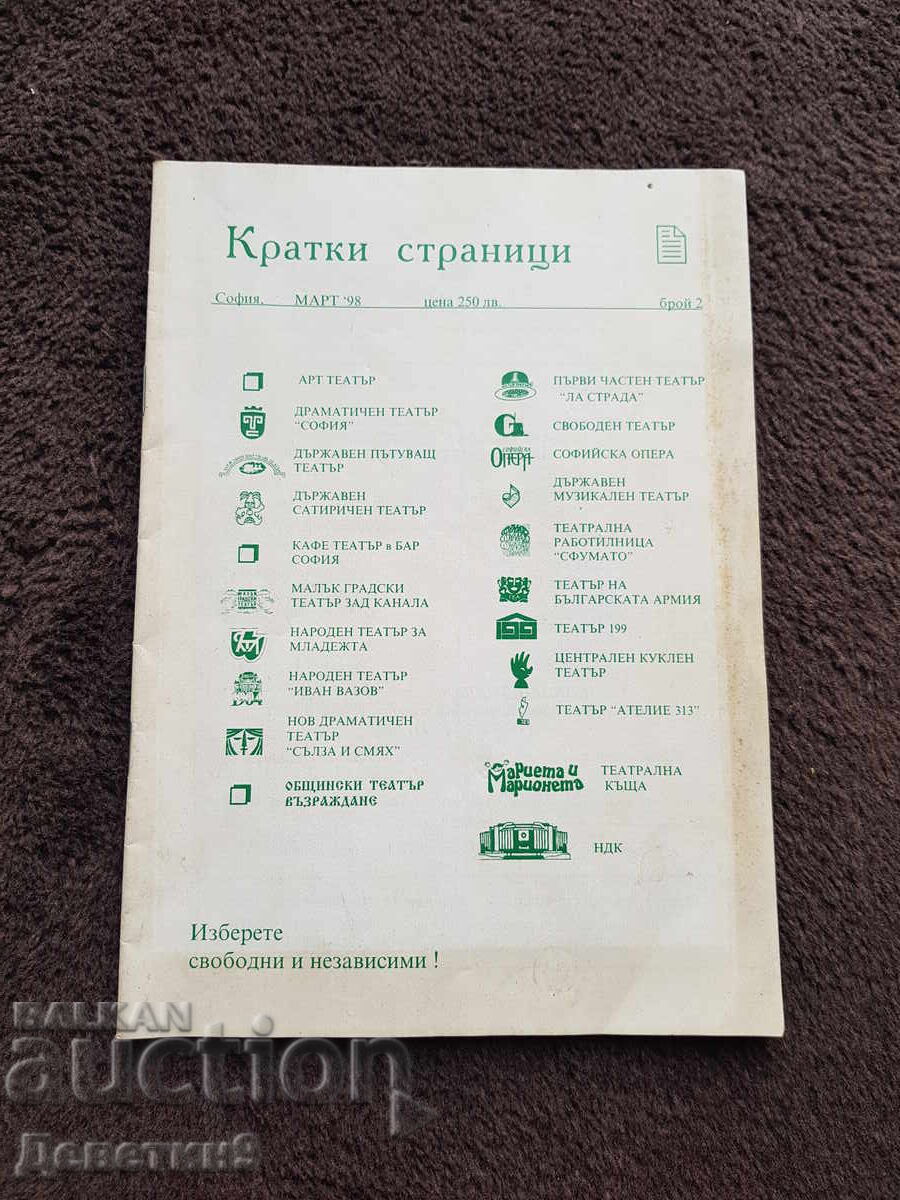 Кратки страници
София, МАРТ '98 цена 250 лв. брой 2
АРТ ТЕАТЪР
ДРАМАТИЧЕН ТЕАТЪР
"СОФИЯ"
ДЪРЖАВЕН ПЪТУВАЩ
ТЕАТЪР
ДЪРЖАВЕН
САТИРИЧЕН ТЕАТЪР
КАФЕ ТЕАТЪР в БАР
СОФИЯ
МАЛЪК ГРАДСКИ
ТЕАТЪР ЗАД КАНАЛА
НАРОДЕН ТЕАТЪР ЗА
МЛАДЕЖТА
НАРОДЕН ТЕАТЪР
"ИВАН ВАЗОВ"
НОВ ДРАМАТИЧЕН
ТЕАТЪР
"СЪЛЗА И СМЯХ"
ОБЩИНСКИ ТЕАТЪР
ВЪЗРАЖДАНЕ
ПЪРВИ ЧАСТЕН ТЕАТЪР
"ЛА СТРАДА"
СВОБОДЕН ТЕАТЪР
СОФИЙСКА
ОПЕРА
СОФИЙСКА ОПЕРА
ДЪРЖАВЕН
МУЗИКАЛЕН ТЕАТЪР
ТЕАТРАЛНА
РАБОТИЛНИЦА
"СФУМАТО"
ТЕАТЪР НА
БЪЛГАРСКАТА АРМИЯ
ТЕАТЪР 199
ЦЕНТРАЛЕН КУКЛЕН
ТЕАТЪР
ТЕАТЪР "АТЕЛИЕ 313"
Мариета и
Марионета
ТЕАТРАЛНА
КЪЩА
НДК
Изберете
свободни и независими !
BALKAN
auction
Деветин9